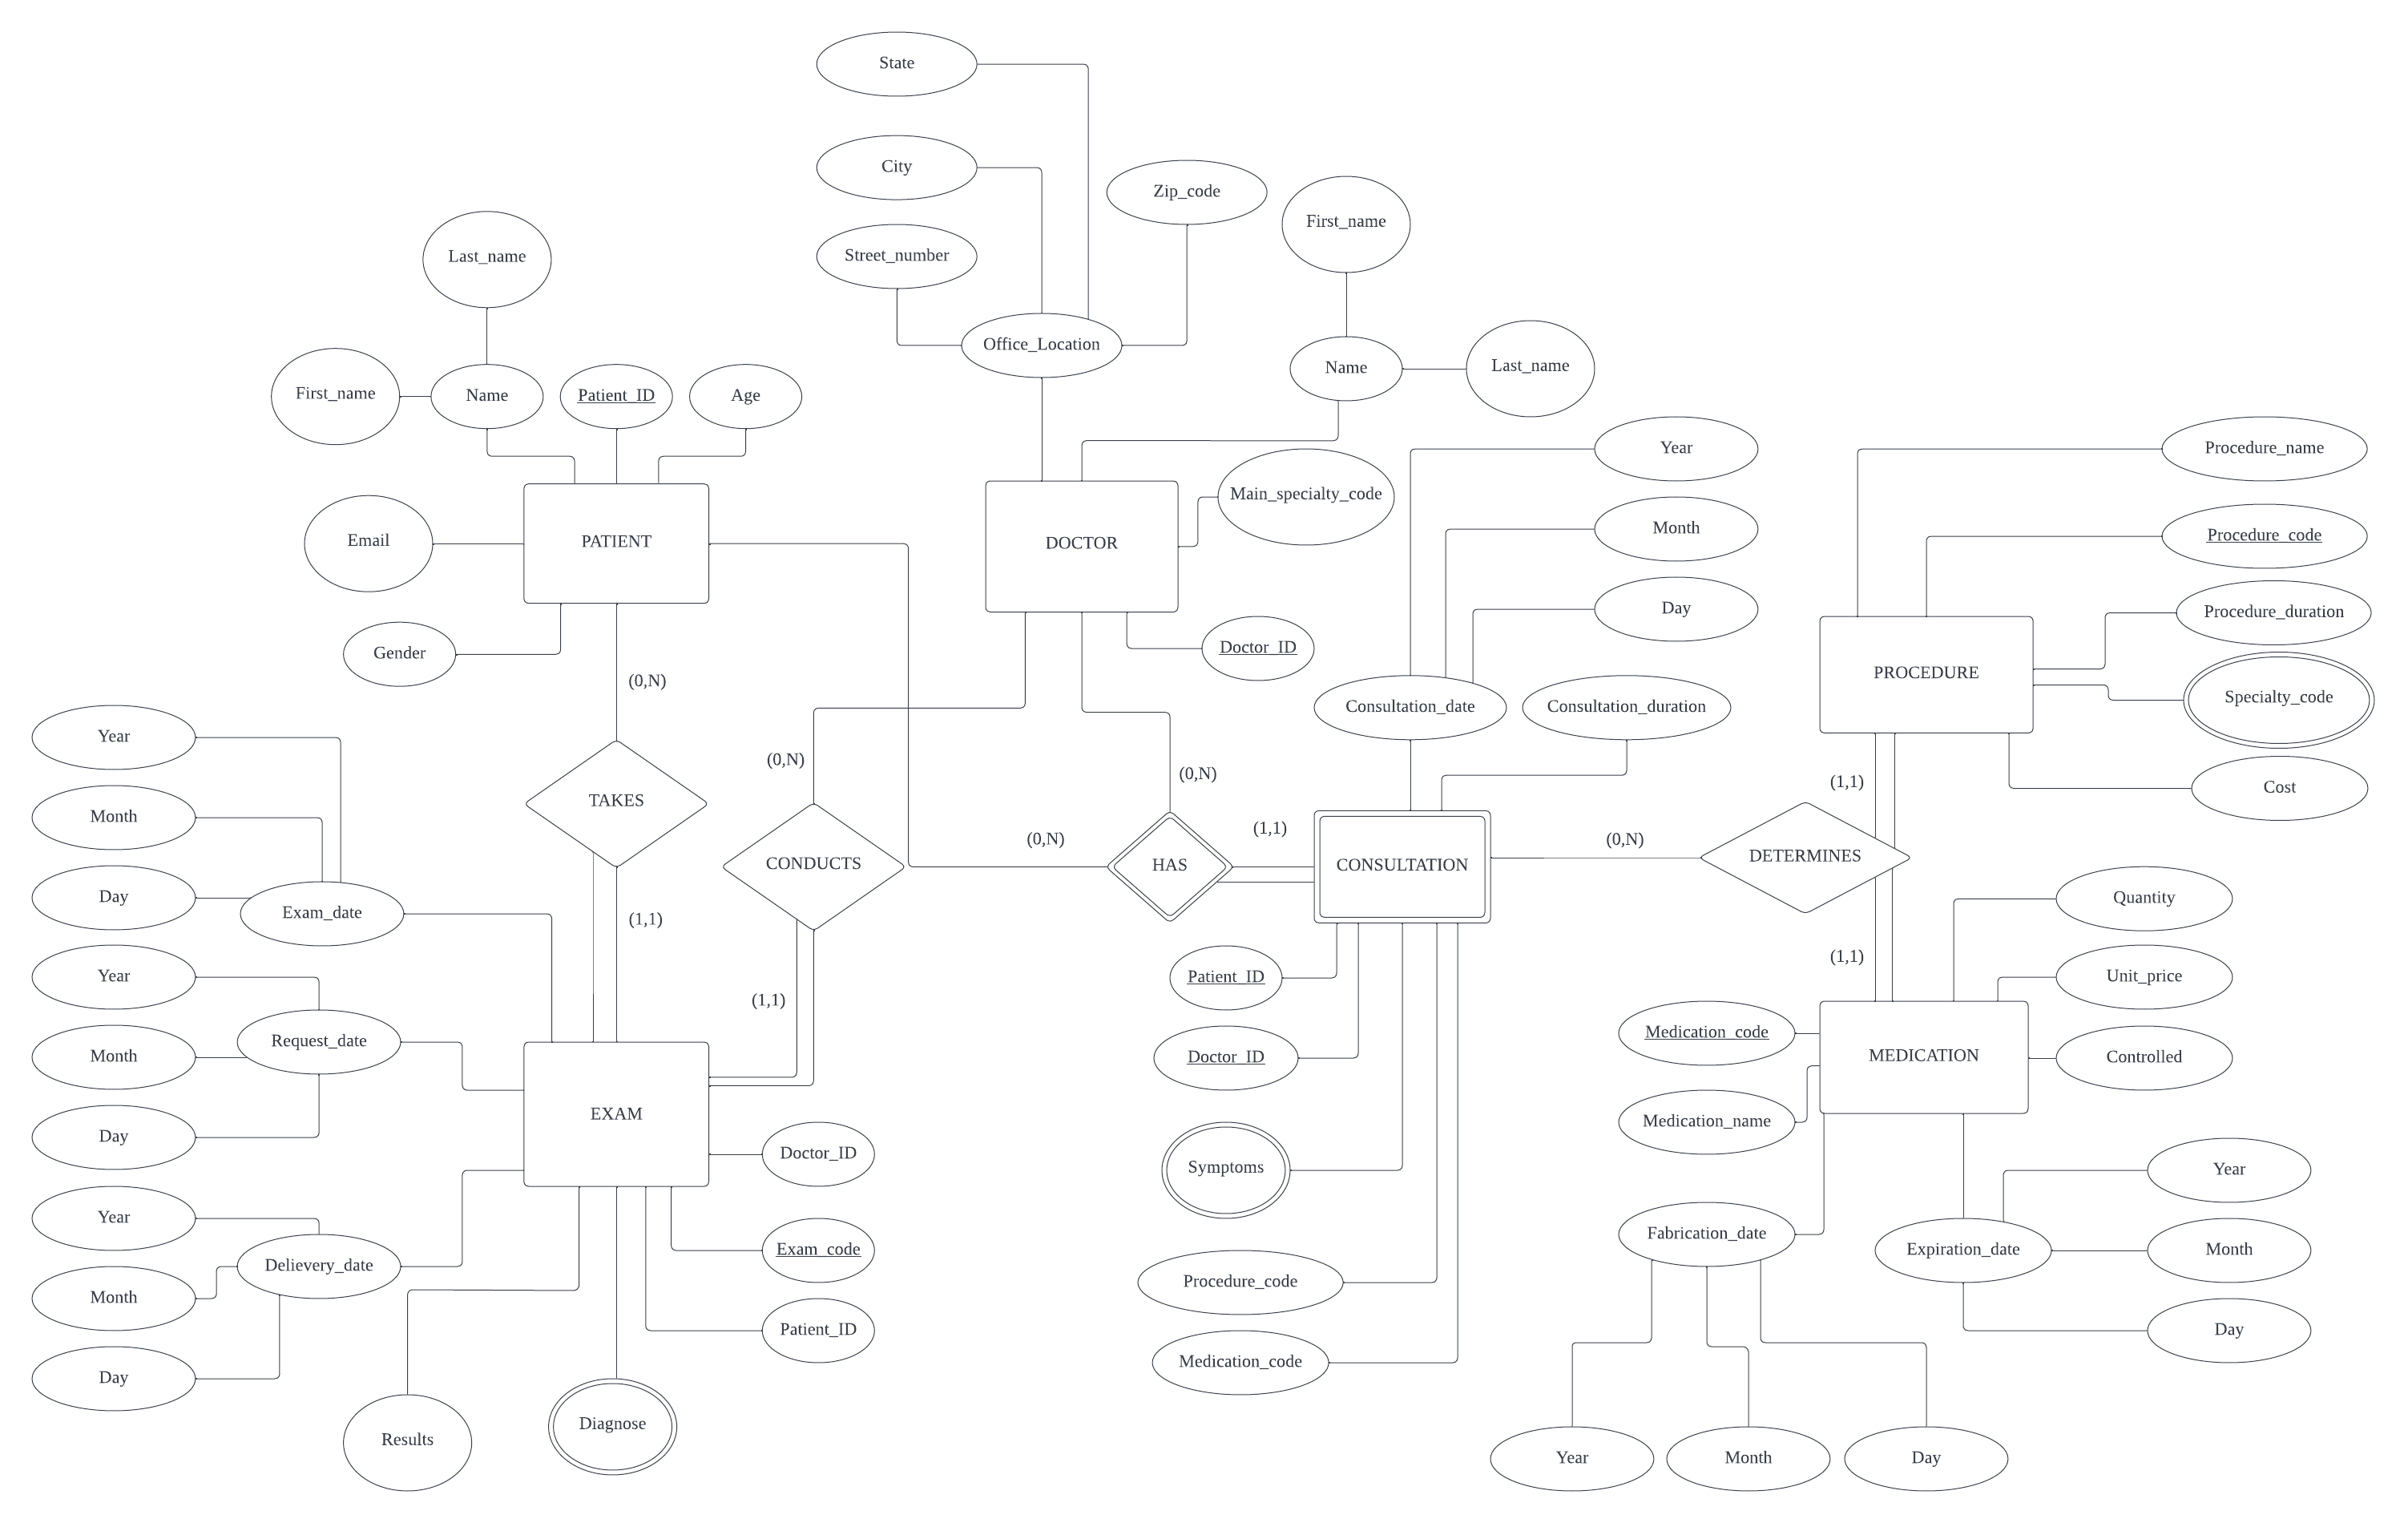 State
City
Zip_code
First_name
Street_number
Last_name
Office_Location
Name
Last_name
First_name
Name
Patient_ID
Age
Year
Procedure_name
Main_specialty_code
Month
Procedure_code
Email
PATIENT
DOCTOR
Day
Procedure_duration
Gender
Doctor_ID
PROCEDURE
Specialty_code
(0,N)
Consultation_date
Consultation_duration
Year
(0,N)
(0,N)
(1,1)
Cost
Month
TAKES
CONDUCTS
(0,N)
HAS
(1,1)
CONSULTATION
(0,N)
DETERMINES
Day
Exam_date
(1,1)
Quantity
Year
(1,1)
Patient_ID
(1,1)
Unit_price
Request_date
Medication_code
Month
Doctor_ID
MEDICATION
Controlled
EXAM
Medication_name
Day
Doctor_ID
Symptoms
Year
Year
Fabrication_date
Delievery_date
Exam_code
Expiration_date
Month
Month
Procedure_code
Patient_ID
Day
Day
Medication_code
Results
Diagnose
Year
Month
Day